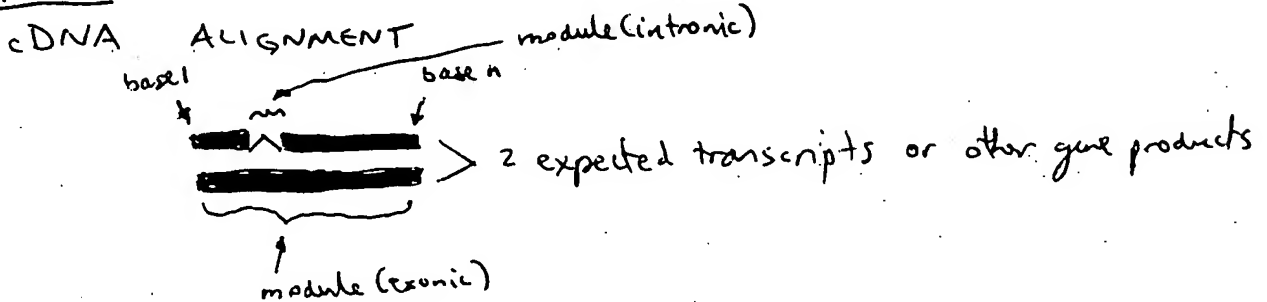 cDNA ALIGNMENT
module (intronic)
base 1
base n
2 expected transcripts or other gene products
module (exonic)